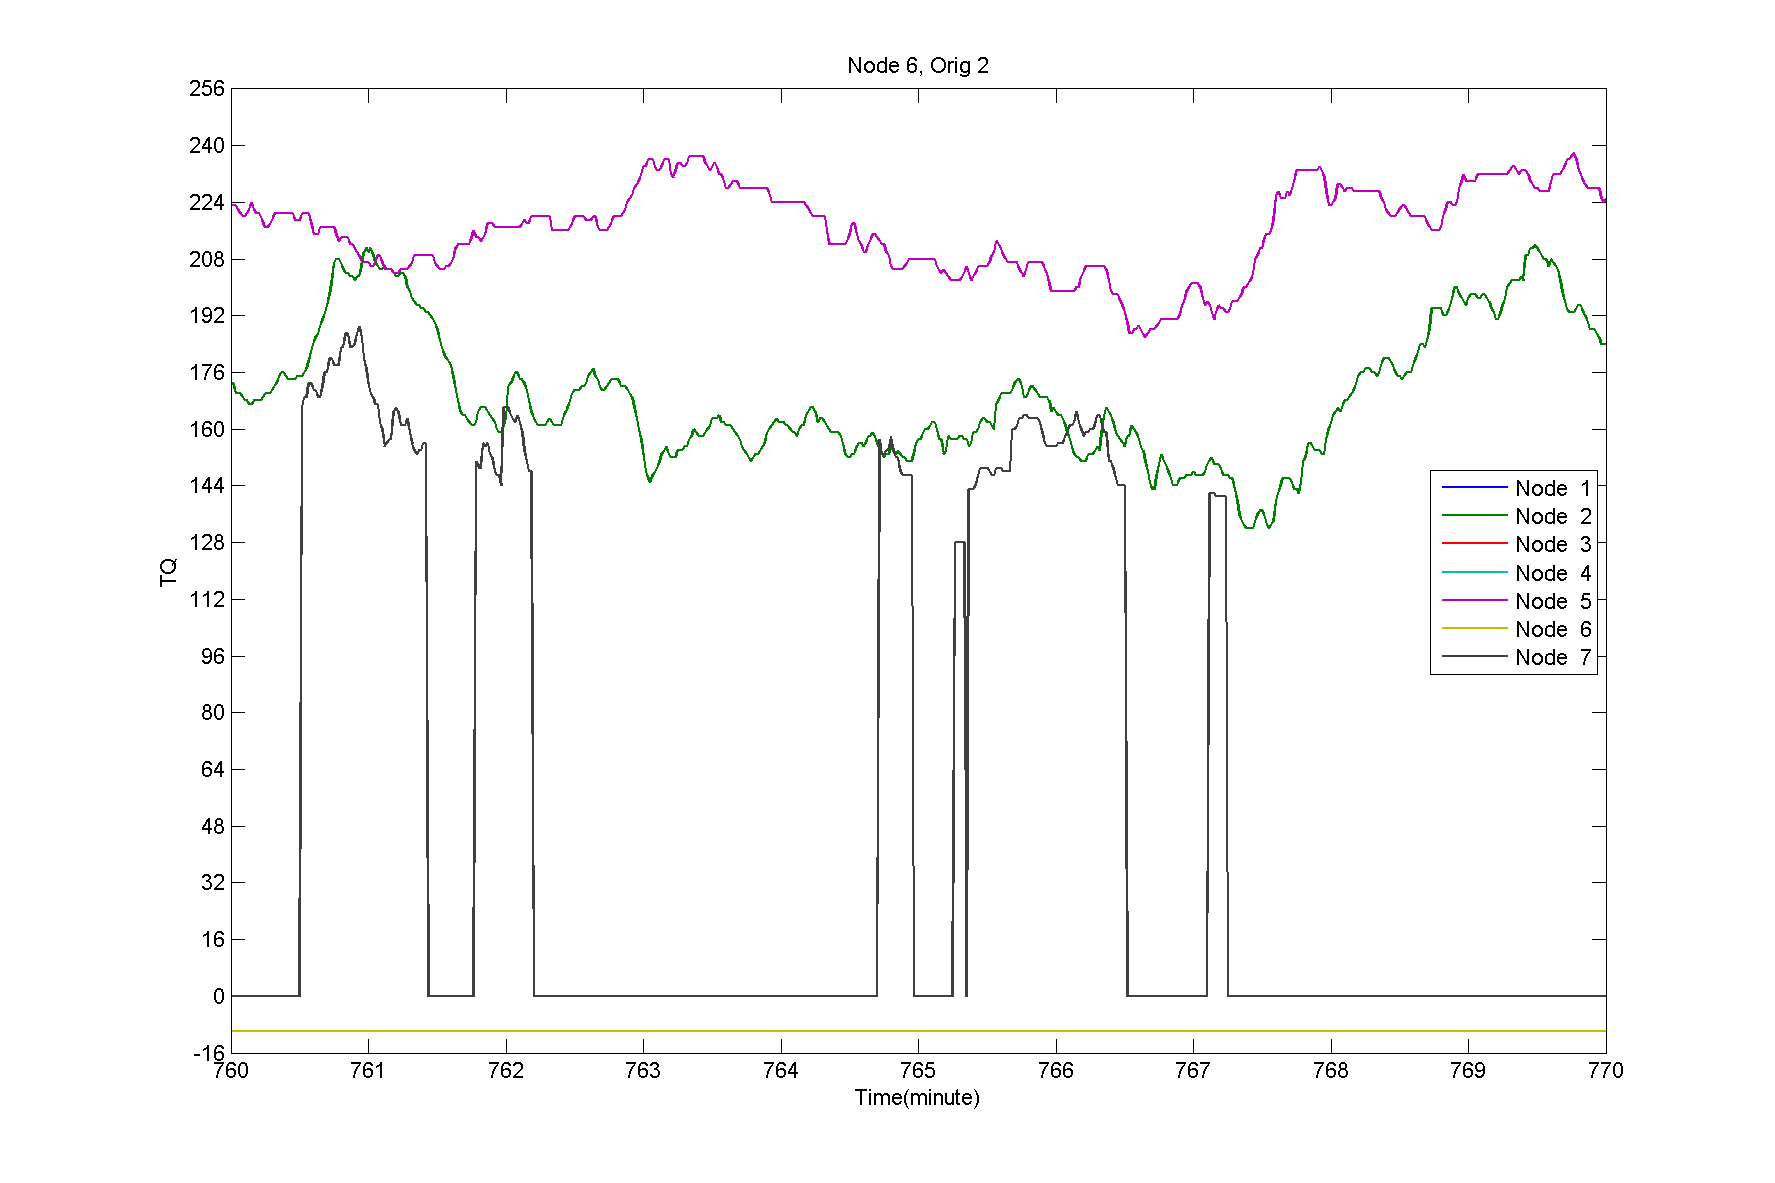 Node 6, Orig 2
256
240
224
208
192
176
160
144
128
112
96
80
64
48
32
16
0
-16
TQ
Node 1
Node 2
Node 3
Node 4
Node 5
Node 6
Node 7
760 761 762 763 764 765 766 767 768 769 770
Time(minute)